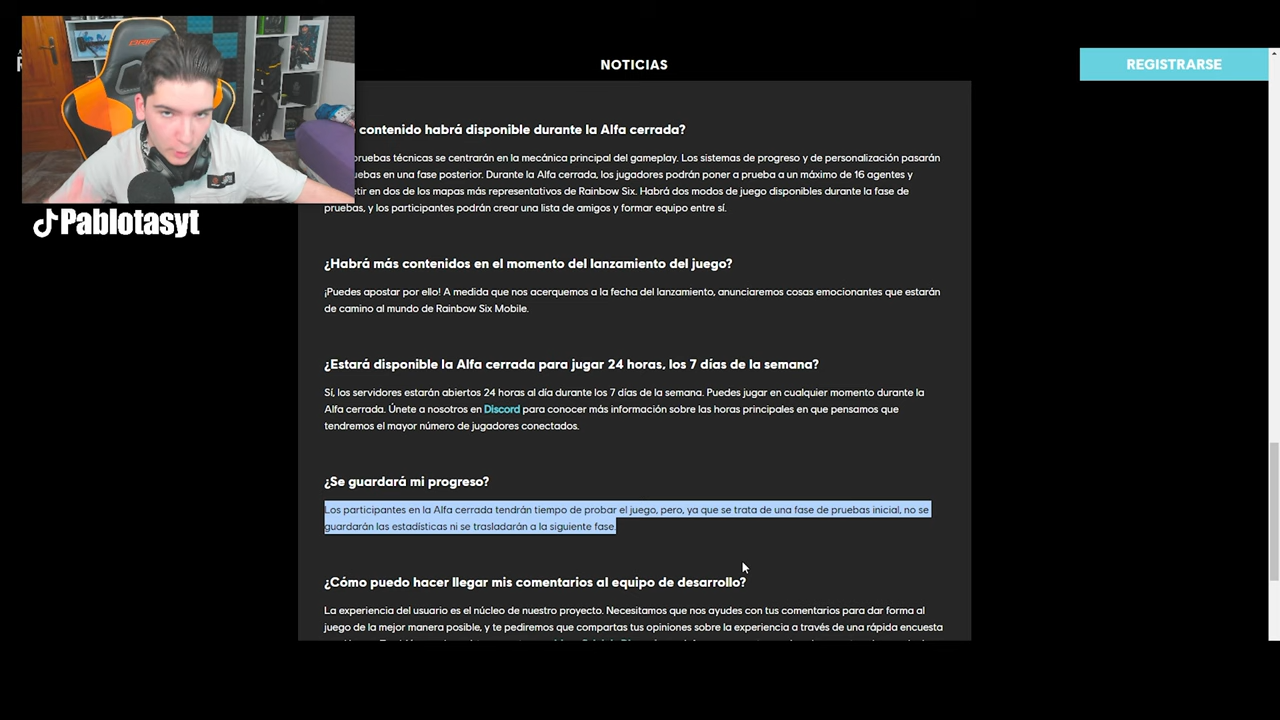 NOTICIAS
REGISTRARSE
Pablotasyt
contenido habrá disponible durante la Alfa cerrada?
pruebas técnicas se centrarán en la mecánica principal del gameplay. Los sistemas de progreso y de personalización pasarán
en una fase posterior. Durante la Alfa cerrada, los jugadores podrán poner a prueba a un máximo de 16 agentes y
en dos de los mapas más representativos de Rainbow Six. Habrá dos modos de juego disponibles durante la fase de
pruebas, y los participantes podrán crear una lista de amigos y formar equipo entre sí.
¿Habrá más contenidos en el momento del lanzamiento del juego?
¡Puedes apostar por ello! A medida que nos acerquemos a la fecha del lanzamiento, anunciaremos cosas emocionantes que estarán
de camino al mundo de Rainbow Six Mobile.
¿Estará disponible la Alfa cerrada para jugar 24 horas, los 7 días de la semana?
Sí, los servidores estarán abiertos 24 horas al día durante los 7 días de la semana. Puedes jugar en cualquier momento durante la
Alfa cerrada. Únete a nosotros en Discord para conocer más información sobre las horas principales en que pensamos que
tendremos el mayor número de jugadores conectados.
¿Se guardará mi progreso?
Los participantes en la Alfa cerrada tendrán tiempo de probar el juego, pero, ya que se trata de una fase de pruebas inicial, no se
guardarán las estadísticas ni se trasladarán a la siguiente fase.
¿Cómo puedo hacer llegar mis comentarios al equipo de desarrollo?
La experiencia del usuario es el núcleo de nuestro proyecto. Necesitamos que nos ayudes con tus comentarios para dar forma al
juego de la mejor manera posible, y te pediremos que compartas tus opiniones sobre la experiencia a través de una rápida encuesta